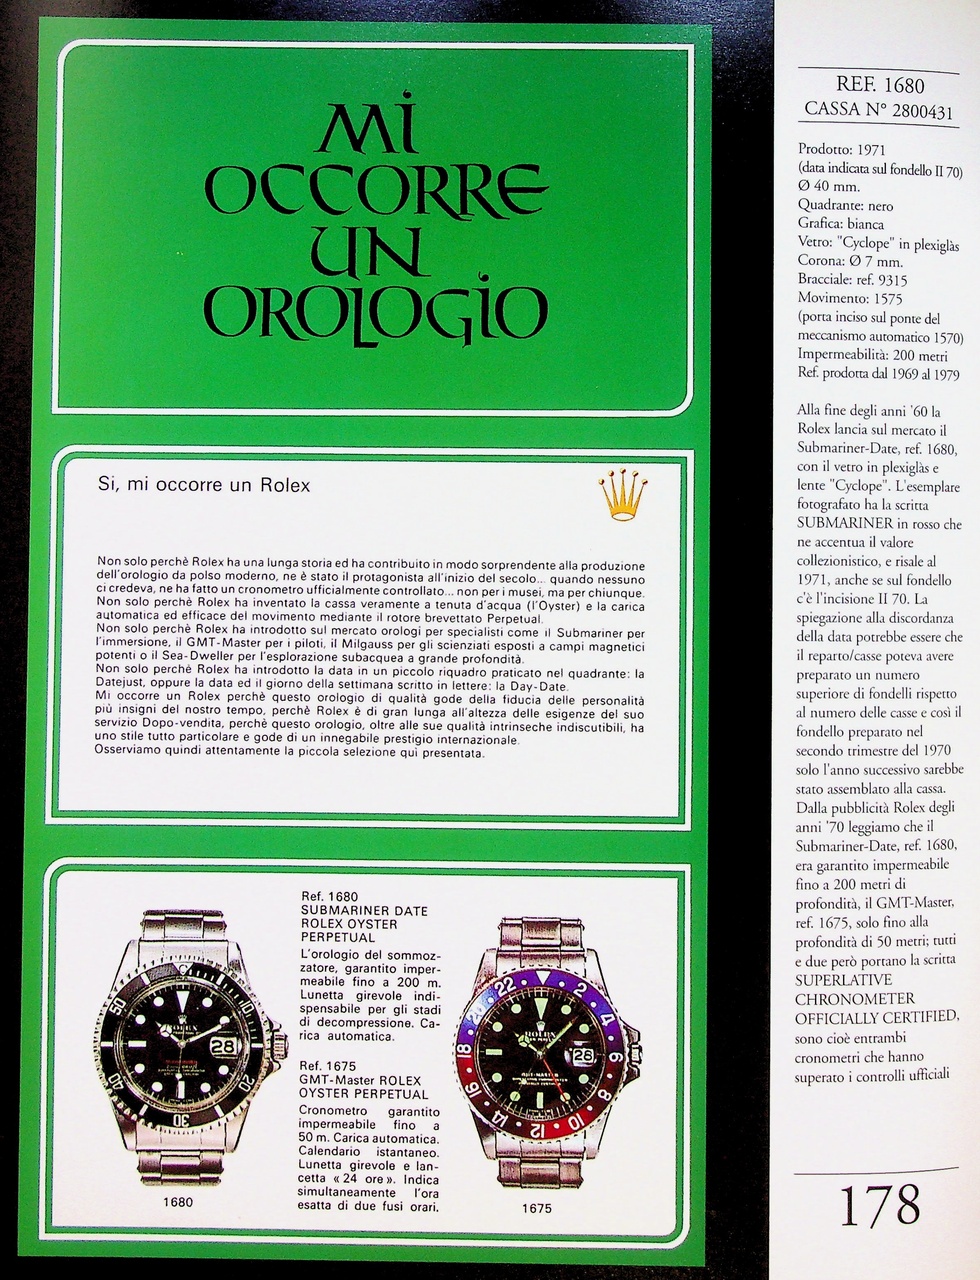 MI
OCCORRE
UN
OROLOGIO
Si, mi occorre un Rolex
Non solo perchè Rolex ha una lunga storia ed ha contribuito in modo sorprendente alla produzione
dell'orologio da polso moderno, ne è stato il protagonista all'inizio del secolo... quando nessuno
ci credeva, ne ha fatto un cronometro ufficialmente controllato... non per i musei, ma per chiunque.
Non solo perchè Rolex ha inventato la cassa veramente a tenuta d'acqua (l'Oyster) e la carica
automatica ed efficace del movimento mediante il rotore brevettato Perpetual.
Non solo perchè Rolex ha introdotto sul mercato orologi per specialisti come il Submariner per
l'immersione, il GMT-Master per i piloti, il Milgauss per gli scienziati esposti a campi magnetici
potenti o il Sea-Dweller per l'esplorazione subacquea a grande profondità.
Non solo perchè Rolex ha introdotto la data in un piccolo riquadro praticato nel quadrante: la
Datejust, oppure la data ed il giorno della settimana scritto in lettere: la Day-Date.
Mi occorre un Rolex perchè questo orologio di qualità gode della fiducia delle personalità
più insigni del nostro tempo, perchè Rolex è di gran lunga all'altezza delle esigenze del suo
servizio Dopo-vendita, perchè questo orologio, oltre alle sue qualità intrinseche indiscutibili, ha
uno stile tutto particolare e gode di un innegabile prestigio internazionale.
Osserviamo quindi attentamente la piccola selezione qui presentata.
Ref. 1680
SUBMARINER DATE
ROLEX OYSTER
PERPETUAL
L'orologio del sommoz-
zatore, garantito imper-
meabile fino a 200 m.
Lunetta girevole indi-
spensabile per gli stadi
di decompressione. Ca-
rica automatica.
Ref. 1675
GMT-Master ROLEX
OYSTER PERPETUAL
Cronometro garantito
impermeabile fino a
50 m. Carica automatica.
Calendario istantaneo.
Lunetta girevole e lan-
cetta « 24 ore ». Indica
simultaneamente l'ora
esatta di due fusi orari.
50
10
20
30
40
ROLEX
28
1680
22
2
4
6
8
10
12
14
16
18
ROLEX
GMT-MASTER
28
1675
REF. 1680
CASSA N° 2800431
Prodotto: 1971
(data indicata sul fondello II 70)
Ø 40 mm.
Quadrante: nero
Grafica: bianca
Vetro: "Cyclope" in plexiglàs
Corona: Ø 7 mm.
Bracciale: ref. 9315
Movimento: 1575
(porta inciso sul ponte del
meccanismo automatico 1570)
Impermeabilità: 200 metri
Ref. prodotta dal 1969 al 1979
Alla fine degli anni '60 la
Rolex lancia sul mercato il
Submariner-Date, ref. 1680,
con il vetro in plexiglàs e
lente "Cyclope". L'esemplare
fotografato ha la scritta
SUBMARINER in rosso che
ne accentua il valore
collezionistico, e risale al
1971, anche se sul fondello
c'è l'incisione II 70. La
spiegazione alla discordanza
della data potrebbe essere che
il reparto/casse poteva avere
preparato un numero
superiore di fondelli rispetto
al numero delle casse e così il
fondello preparato nel
secondo trimestre del 1970
solo l'anno successivo sarebbe
stato assemblato alla cassa.
Dalla pubblicità Rolex degli
anni '70 leggiamo che il
Submariner-Date, ref. 1680,
era garantito impermeabile
fino a 200 metri di
profondità, il GMT-Master,
ref. 1675, solo fino alla
profondità di 50 metri; tutti
e due però portano la scritta
SUPERLATIVE
CHRONOMETER
OFFICIALLY CERTIFIED,
sono cioè entrambi
cronometri che hanno
superato i controlli ufficiali
178